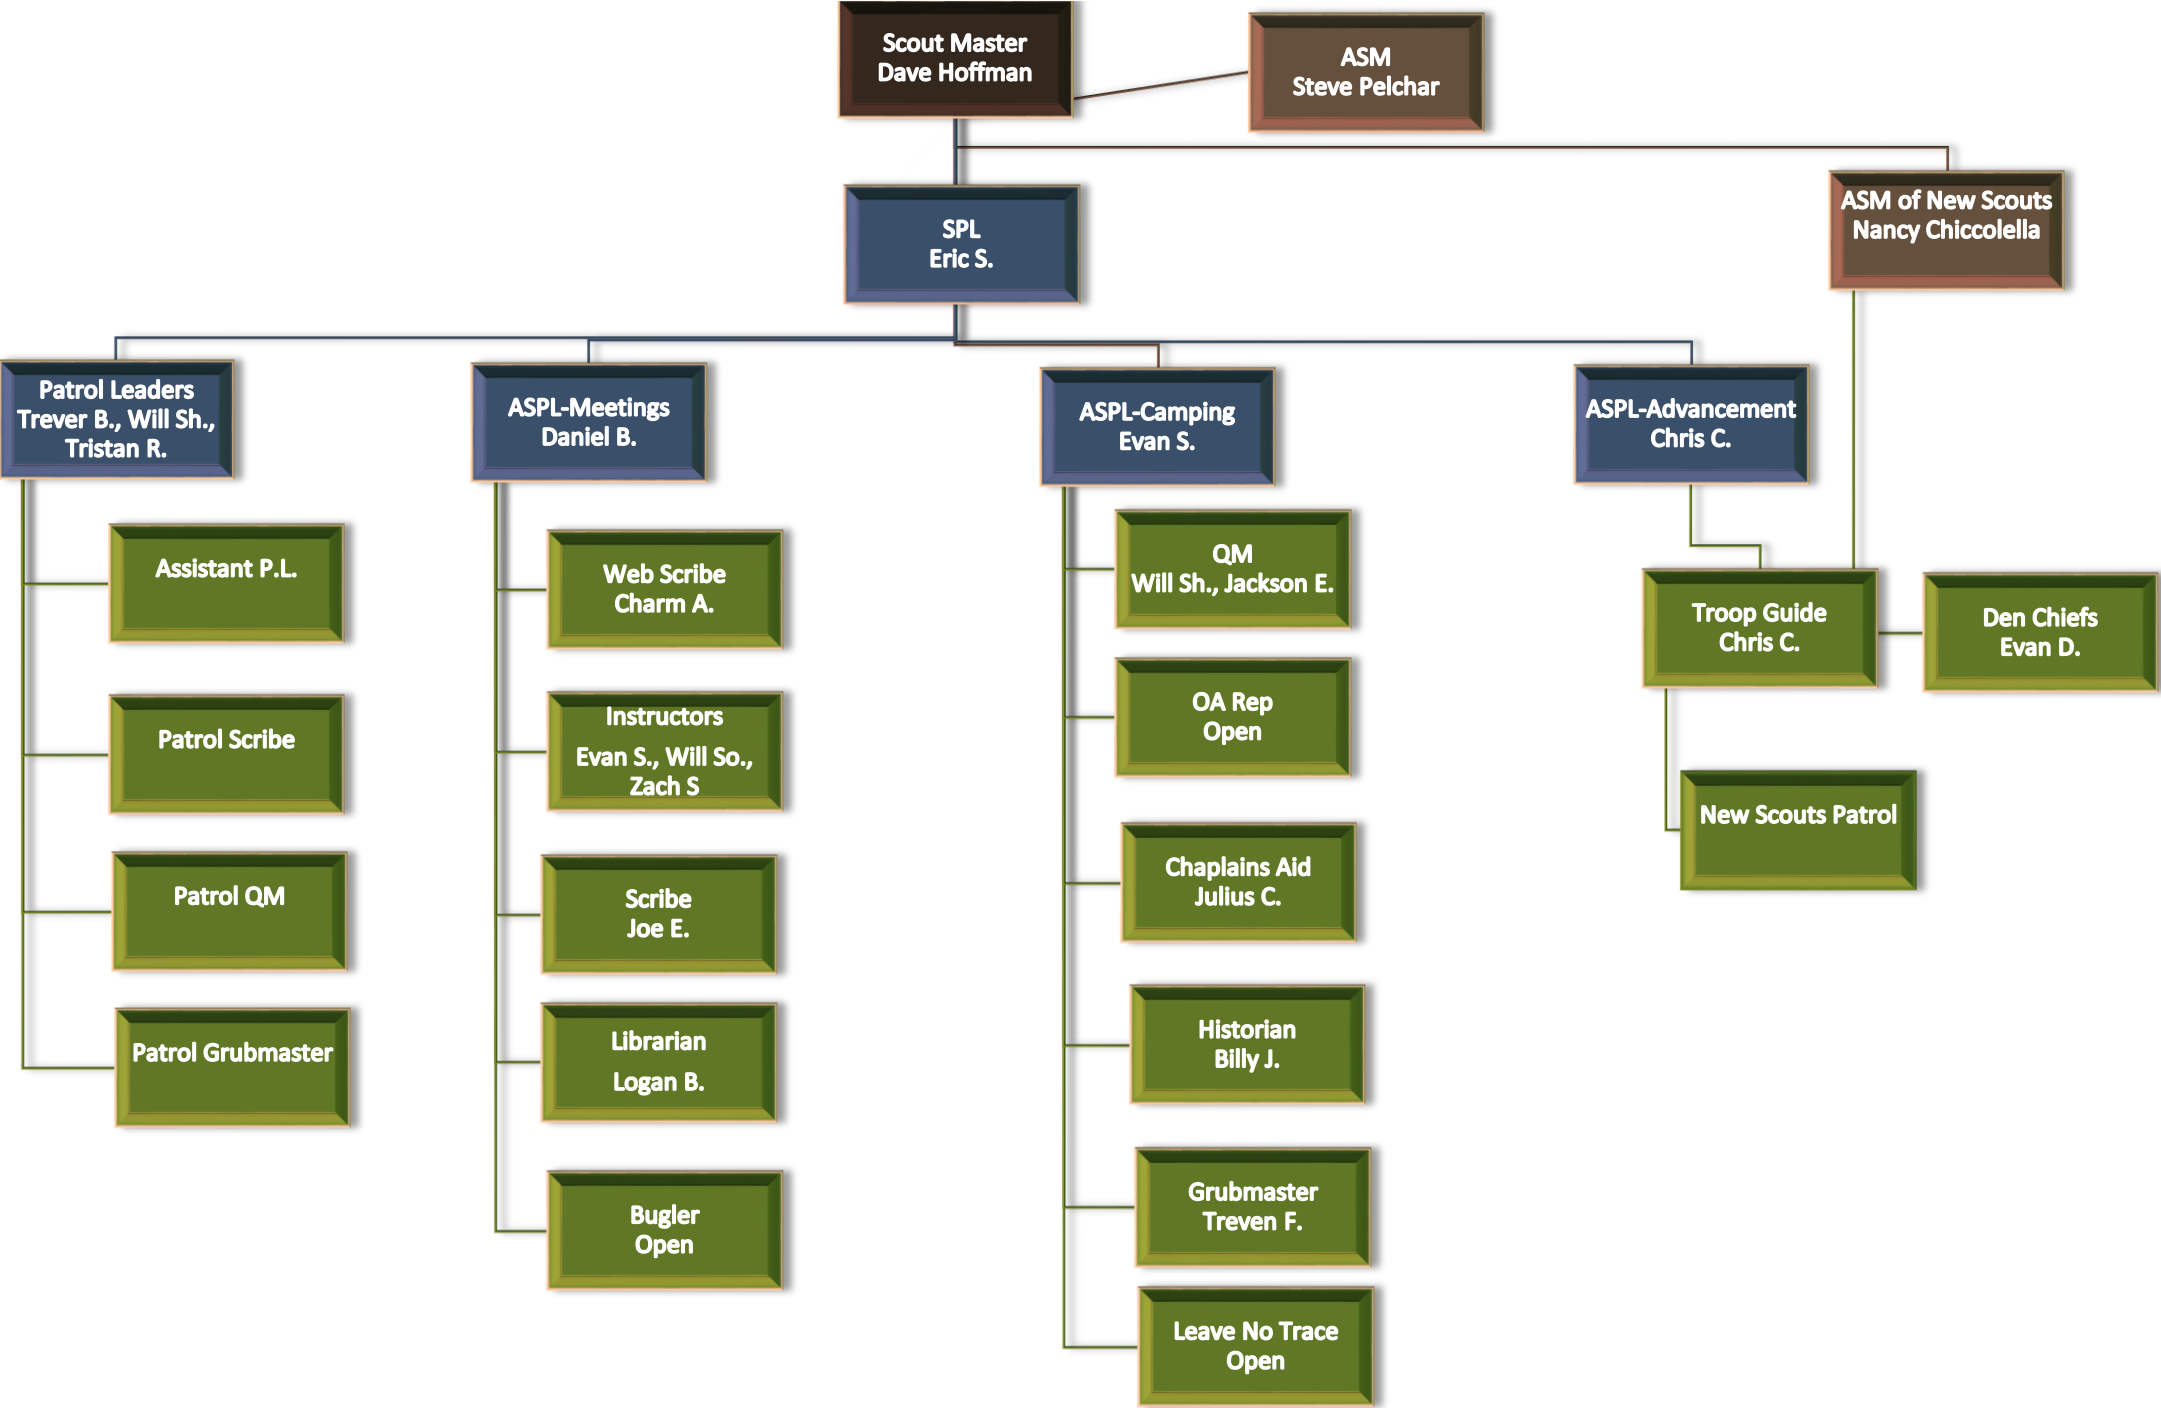 Scout Master
Dave Hoffman
ASM
Steve Pelchar
ASM of New Scouts
Nancy Chiccolella
SPL
Eric S.
Patrol Leaders
Trever B., Will Sh.,
Tristan R.
ASPL-Meetings
Daniel B.
ASPL-Camping
Evan S.
ASPL-Advancement
Chris C.
Assistant P.L.
Patrol Scribe
Patrol QM
Patrol Grubmaster
Web Scribe
Charm A.
Instructors
Evan S., Will So.,
Zach S
Scribe
Joe E.
Librarian
Logan B.
Bugler
Open
QM
Will Sh., Jackson E.
OA Rep
Open
Chaplains Aid
Julius C.
Historian
Billy J.
Grubmaster
Treven F.
Leave No Trace
Open
Troop Guide
Chris C.
Den Chiefs
Evan D.
New Scouts Patrol